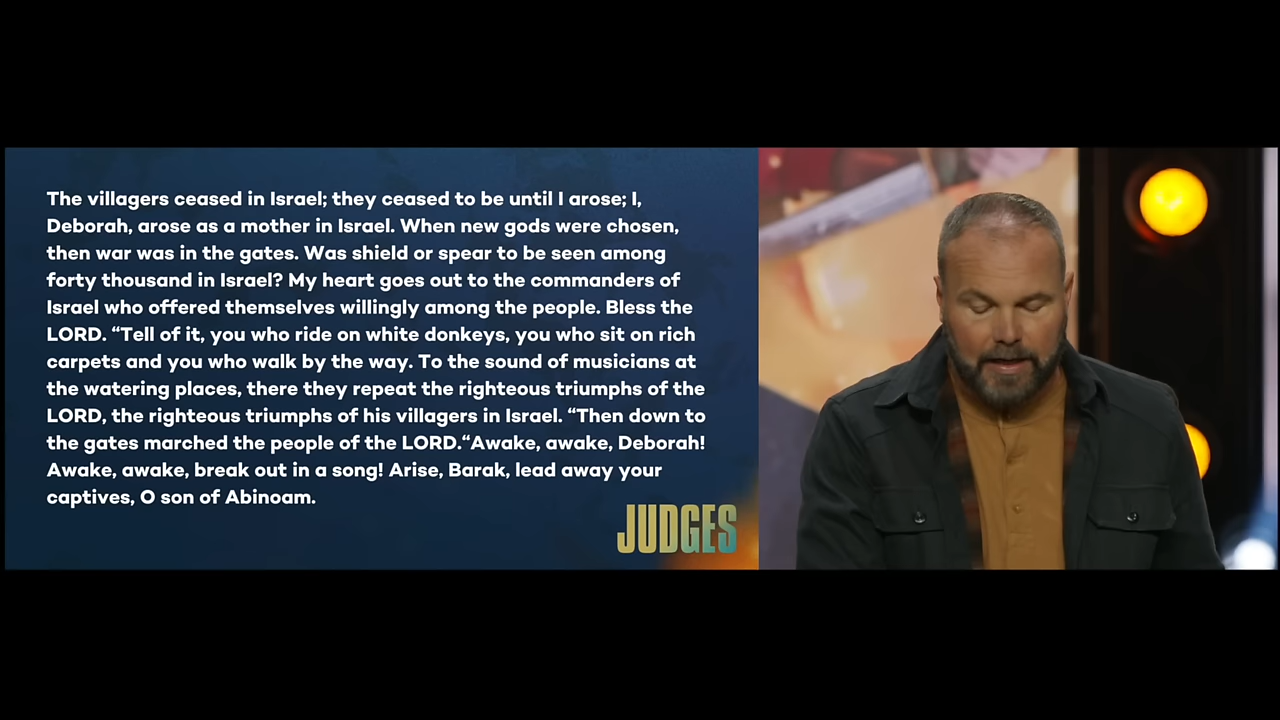 The villagers ceased in Israel; they ceased to be until I arose; I,
Deborah, arose as a mother in Israel. When new gods were chosen,
then war was in the gates. Was shield or spear to be seen among
forty thousand in Israel? My heart goes out to the commanders of
Israel who offered themselves willingly among the people. Bless the
LORD. “Tell of it, you who ride on white donkeys, you who sit on rich
carpets and you who walk by the way. To the sound of musicians at
the watering places, there they repeat the righteous triumphs of the
LORD, the righteous triumphs of his villagers in Israel. “Then down to
the gates marched the people of the LORD.“Awake, awake, Deborah!
Awake, awake, break out in a song! Arise, Barak, lead away your
captives, O son of Abinoam.
JUDGES